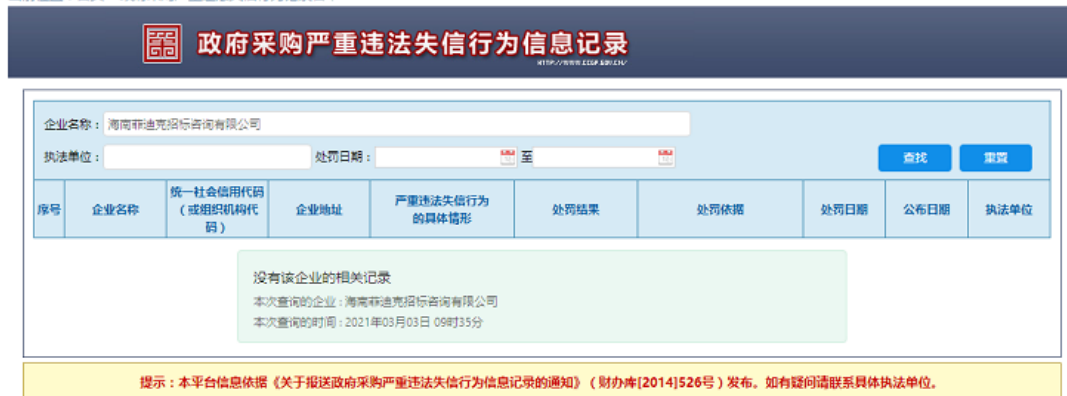 政府采购严重违法失信行为信息记录
HTTP://WWW.CCGP.GOV.CN/
企业名称：海南菲迪克招标咨询有限公司
执法单位： 处罚日期： 至 查找 重置
序号 企业名称 统一社会信用代码（或组织机构代码） 企业地址 严重违法失信行为的具体情形 处罚结果 处罚依据 处罚日期 公布日期 执法单位
没有该企业的相关记录
本次查询的企业：海南菲迪克招标咨询有限公司
本次查询的时间：2021年03月03日 09时35分
提示：本平台信息依据《关于报送政府采购严重违法失信行为信息记录的通知》（财办库[2014]526号）发布。如有疑问请联系具体执法单位。